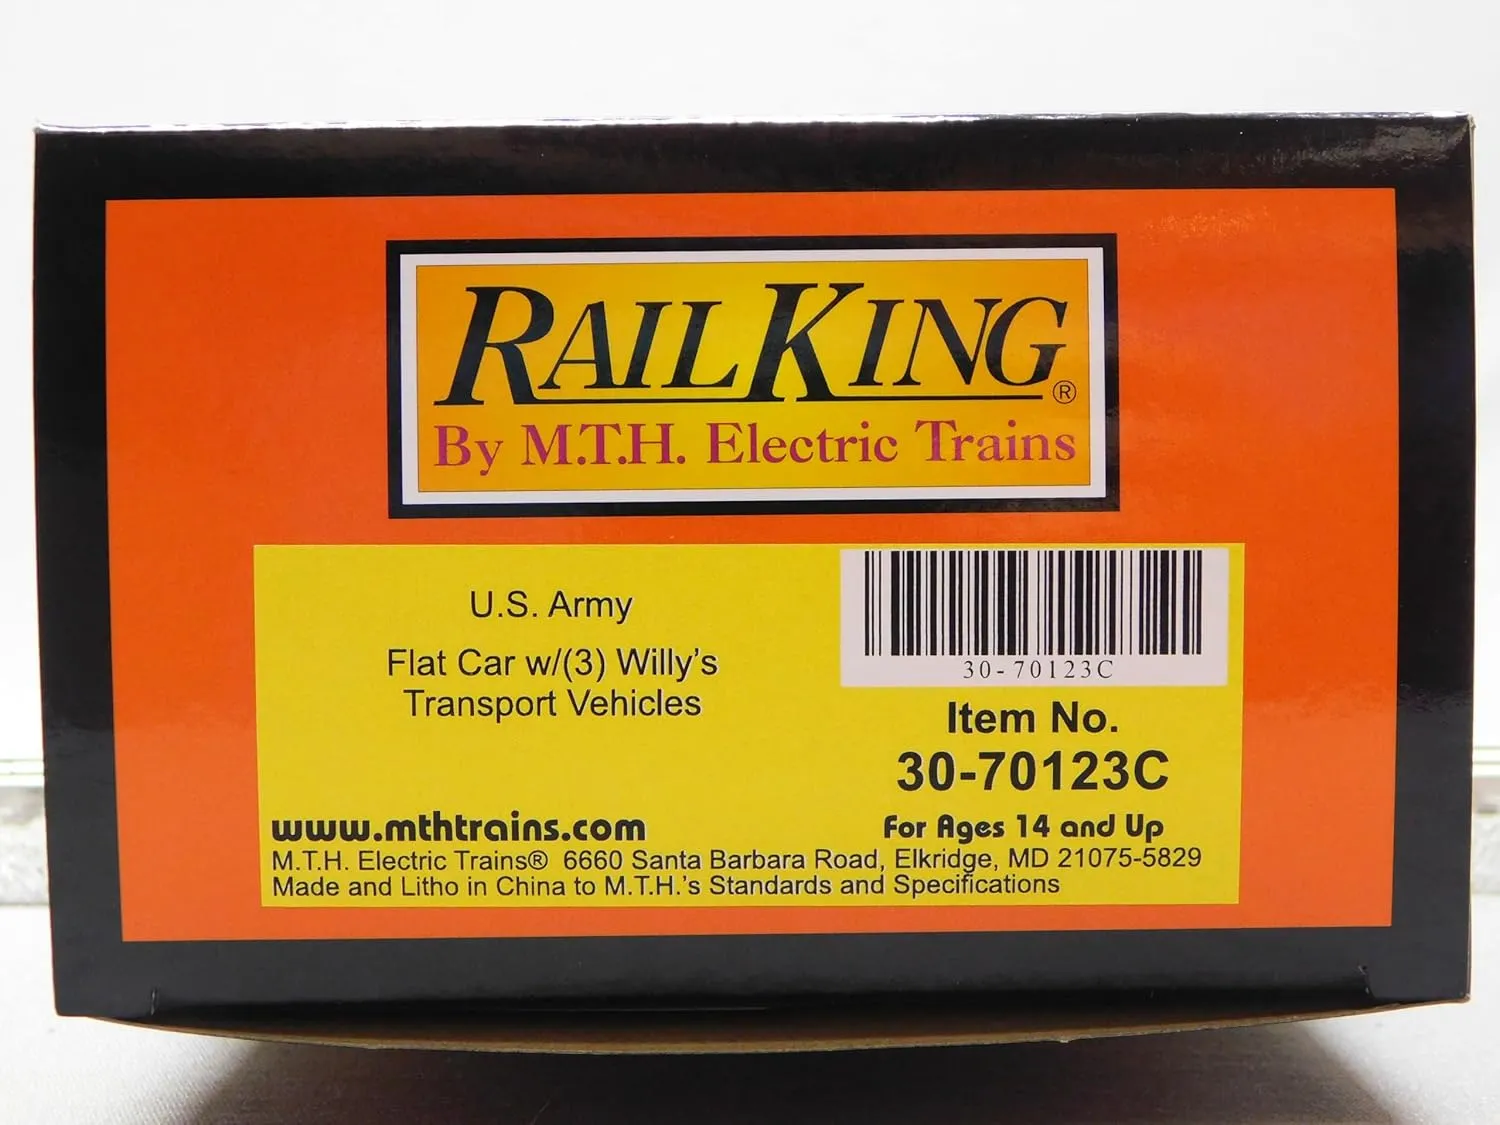 RAILKING®
By M.T.H. Electric Trains
U.S. Army
Flat Car w/(3) Willy's
Transport Vehicles
30-70123C
Item No.
30-70123C
www.mthtrains.com
For Ages 14 and Up
M.T.H. Electric Trains® 6660 Santa Barbara Road, Elkridge, MD 21075-5829
Made and Litho in China to M.T.H.'s Standards and Specifications